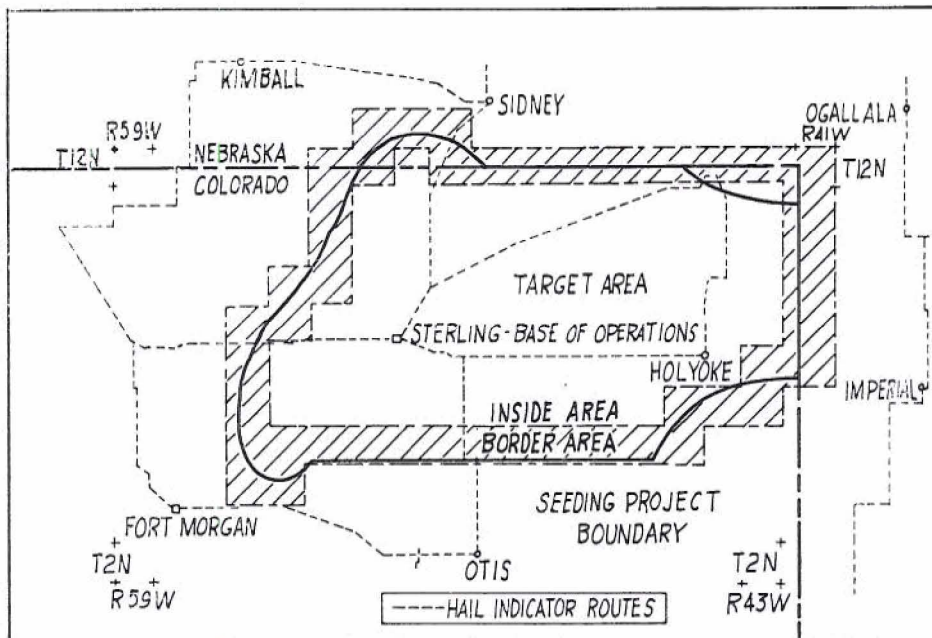 KIMBALL
SIDNEY
OGALLALA
R59W
R41W
T12N
NEBRASKA
T12N
COLORADO
TARGET AREA
STERLING-BASE OF OPERATIONS
HOLYOKE
IMPERIAL
INSIDE AREA
BORDER AREA
SEEDING PROJECT
BOUNDARY
FORT MORGAN
T2N
OTIS
T2N
R59W
R43W
----HAIL INDICATOR ROUTES